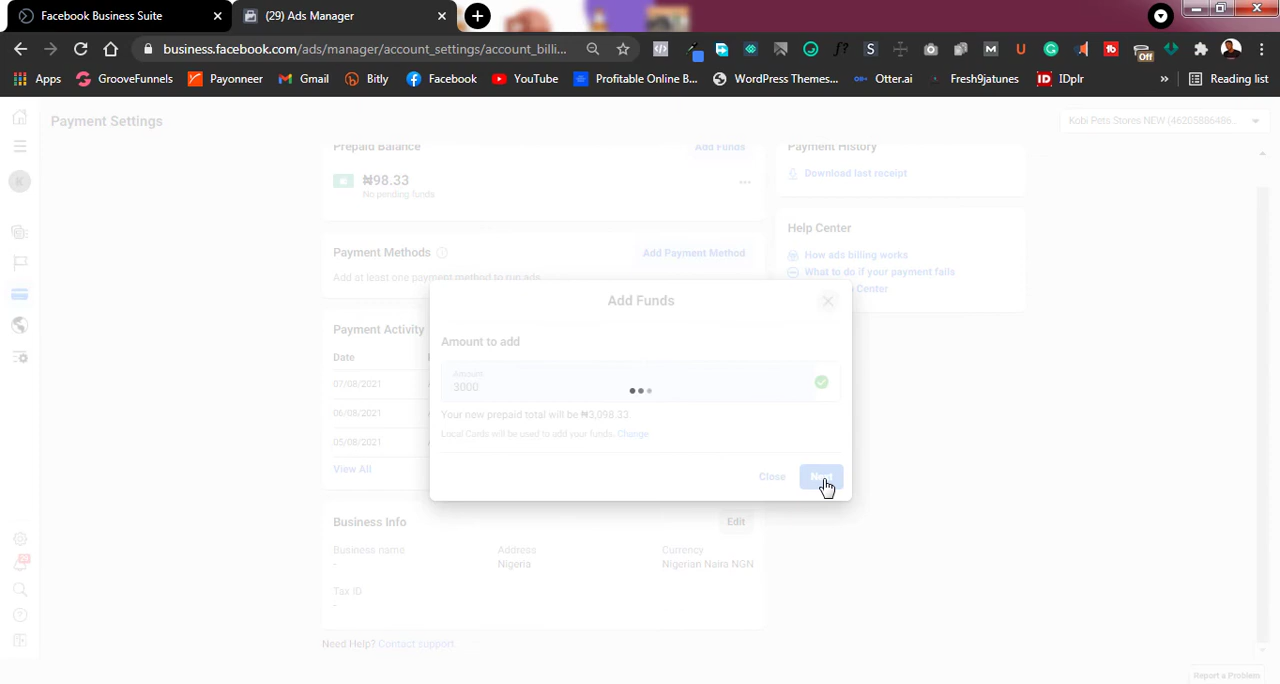 Facebook Business Suite
(29) Ads Manager
business.facebook.com/ads/manager/account_settings/account_billi...
Off
Apps
GrooveFunnels
Payoneer
Gmail
Bitly
Facebook
YouTube
Profitable Online B...
WordPress Themes...
Otter.ai
Fresh9jatunes
IDplr
»
Reading list
Payment Settings
Kobi Pets Stores NEW (46205886486...
Prepaid Balance
Add Funds
₦98.33
No pending funds
Payment History
Download last receipt
Payment Methods
Add Payment Method
Add at least one payment method to run ads
Help Center
How ads billing works
What to do if your payment fails
Center
Add Funds
Amount to add
Amount
3000
Your new prepaid total will be ₦3,098.33
Local Cards will be used to add your funds. Change
Close
Next
Payment Activity
Date
07/08/2021
06/08/2021
05/08/2021
View All
Business Info
Edit
Business name
-
Address
Nigeria
Currency
Nigerian Naira NGN
Tax ID
-
Need Help? Contact support
Report a Problem